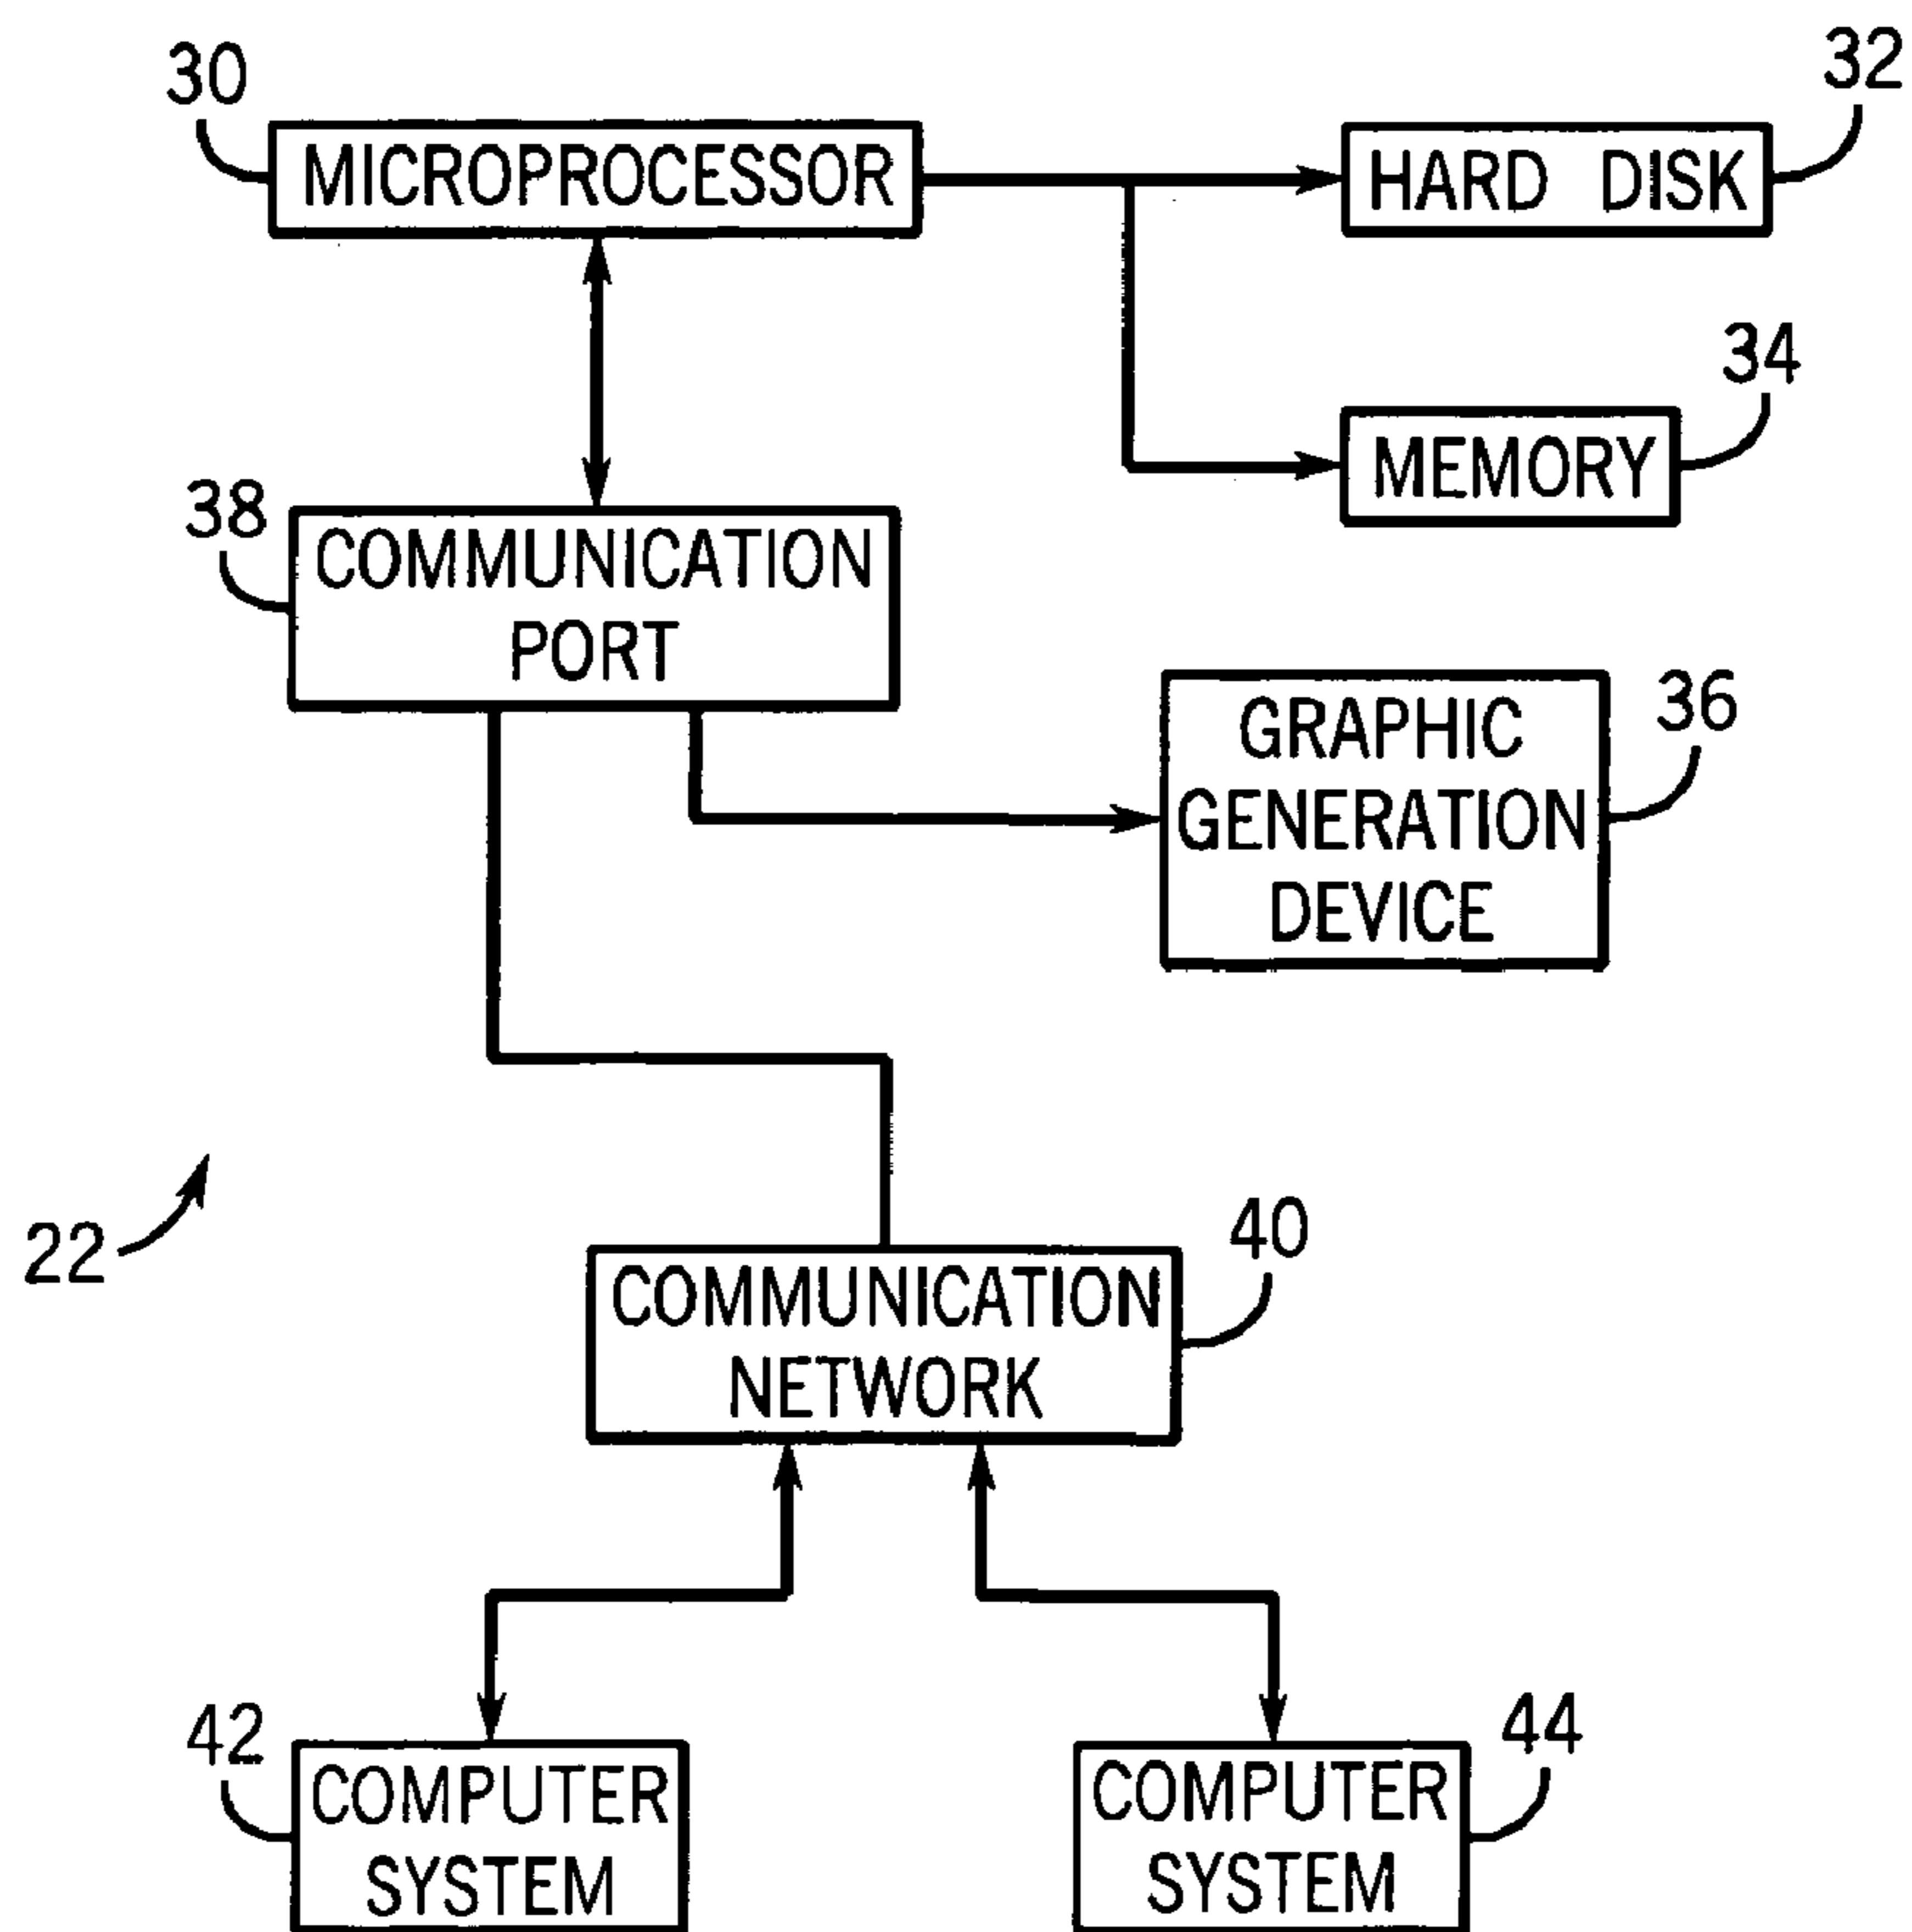 30
32
MICROPROCESSOR
HARD DISK
34
MEMORY
38
COMMUNICATION
PORT
36
GRAPHIC
GENERATION
DEVICE
22
40
COMMUNICATION
NETWORK
42
44
COMPUTER
SYSTEM
COMPUTER
SYSTEM